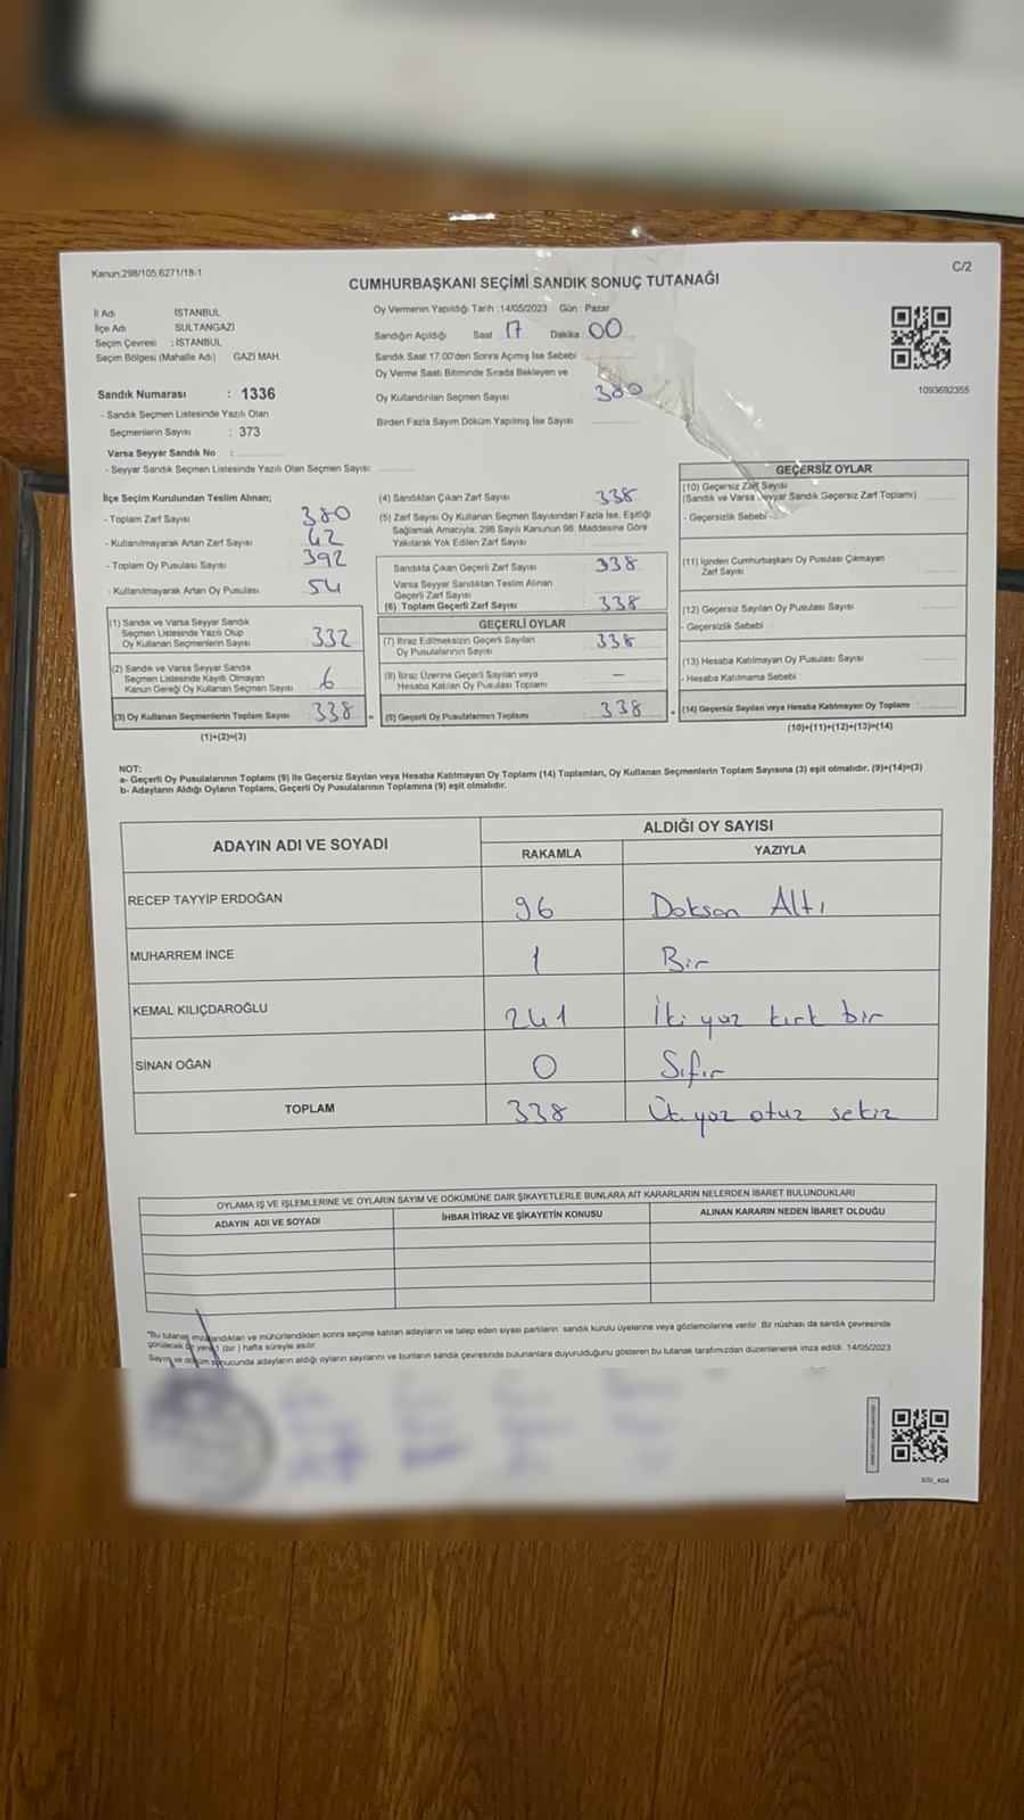 Kanun:298/105,6271/18-1
C/2
CUMHURBAŞKANI SEÇİMİ SANDIK SONUÇ TUTANAĞI
İl Adı İSTANBUL
İlçe Adı SULTANGAZİ
Seçim Çevresi : İSTANBUL
Seçim Bölgesi (Mahalle Adı) GAZİ MAH.
Sandık Numarası : 1336
- Sandık Seçmen Listesinde Yazılı Olan
Seçmenlerin Sayısı : 373
Varsa Seyyar Sandık No :
- Seyyar Sandık Seçmen Listesinde Yazılı Olan Seçmen Sayısı
Oy Vermenin Yapıldığı Tarih : 14/05/2023 Gün : Pazar
Sandığın Açıldığı Saat 17 Dakika 00
Sandık Saat 17.00'den Sonra Açılmış İse Sebebi
Oy Verme Saati Bitiminde Sırada Bekleyen ve
Oy Kullandırılan Seçmen Sayısı 380
Birden Fazla Sayım Döküm Yapılmış İse Sayısı
1093692355
İlçe Seçim Kurulundan Teslim Alınan;
- Toplam Zarf Sayısı 380
- Kullanılmayarak Artan Zarf Sayısı 42
- Toplam Oy Pusulası Sayısı 392
- Kullanılmayarak Artan Oy Pusulası 54
(1) Sandık ve Varsa Seyyar Sandık
Seçmen Listesinde Yazılı Olup
Oy Kullanan Seçmenlerin Sayısı 332
(2) Sandık ve Varsa Seyyar Sandık
Seçmen Listesinde Kayıtlı Olmayan
Kanun Gereği Oy Kullanan Seçmen Sayısı 6
(3) Oy Kullanan Seçmenlerin Toplam Sayısı 338
(1)+(2)=(3)
(4) Sandıktan Çıkan Zarf Sayısı 338
(5) Zarf Sayısı Oy Kullanan Seçmen Sayısından Fazla İse, Eşitliği
Sağlamak Amacıyla, 298 Sayılı Kanunun 98. Maddesine Göre
Yakılarak Yok Edilen Zarf Sayısı
Sandıkta Çıkan Geçerli Zarf Sayısı 338
Varsa Seyyar Sandıktan Teslim Alınan
Geçerli Zarf Sayısı
(6) Toplam Geçerli Zarf Sayısı 338
GEÇERLİ OYLAR
(7) İtiraz Edilmeksizin Geçerli Sayılan
Oy Pusulalarının Sayısı 338
(8) İtiraz Üzerine Geçerli Sayılan veya
Hesaba Katılan Oy Pusulası Toplamı —
(9) Geçerli Oy Pusulalarının Toplamı 338
GEÇERSİZ OYLAR
(10) Geçersiz Zarf Sayısı
(Sandık ve Varsa Seyyar Sandık Geçersiz Zarf Toplamı)
- Geçersizlik Sebebi
(11) İçinden Cumhurbaşkanı Oy Pusulası Çıkmayan
Zarf Sayısı
(12) Geçersiz Sayılan Oy Pusulası Sayısı
- Geçersizlik Sebebi
(13) Hesaba Katılmayan Oy Pusulası Sayısı
- Hesaba Katılmama Sebebi
(14) Geçersiz Sayılan veya Hesaba Katılmayan Oy Toplamı
(10)+(11)+(12)+(13)=(14)
NOT:
a- Geçerli Oy Pusulalarının Toplamı (9) ile Geçersiz Sayılan veya Hesaba Katılmayan Oy Toplamı (14) Toplamları, Oy Kullanan Seçmenlerin Toplam Sayısına (3) eşit olmalıdır. (9)+(14)=(3)
b- Adayların Aldığı Oyların Toplamı, Geçerli Oy Pusulalarının Toplamına (9) eşit olmalıdır.
ADAYIN ADI VE SOYADI
ALDIĞI OY SAYISI
RAKAMLA YAZIYLA
RECEP TAYYİP ERDOĞAN 96 Doksan Altı
MUHARREM İNCE 1 Bir
KEMAL KILIÇDAROĞLU 241 İki yüz kırk bir
SİNAN OĞAN 0 Sıfır
TOPLAM 338 Üç yüz otuz sekiz
OYLAMA İŞ VE İŞLEMLERİNE VE OYLARIN SAYIM VE DÖKÜMÜNE DAİR ŞİKAYETLERLE BUNLARA AİT KARARLARIN NELERDEN İBARET BULUNDUKLARI
ADAYIN ADI VE SOYADI İHBAR İTİRAZ VE ŞİKAYETİN KONUSU ALINAN KARARIN NEDEN İBARET OLDUĞU
"Bu tutanak imzalandıktan ve mühürlendikten sonra seçime katılan adayların ve talep eden siyasi partilerin sandık kurulu üyelerine veya gözlemcilerine verilir. Bir nüshası da sandık çevresinde
görülecek bir yere 1 (bir) hafta süreyle asılır.
Sayım ve döküm sonucunda adayların aldığı oyların sayılarını ve bunların sandık çevresinde bulunanlara duyurulduğunu gösteren bu tutanak tarafımızdan düzenlenerek imza edildi. 14/05/2023